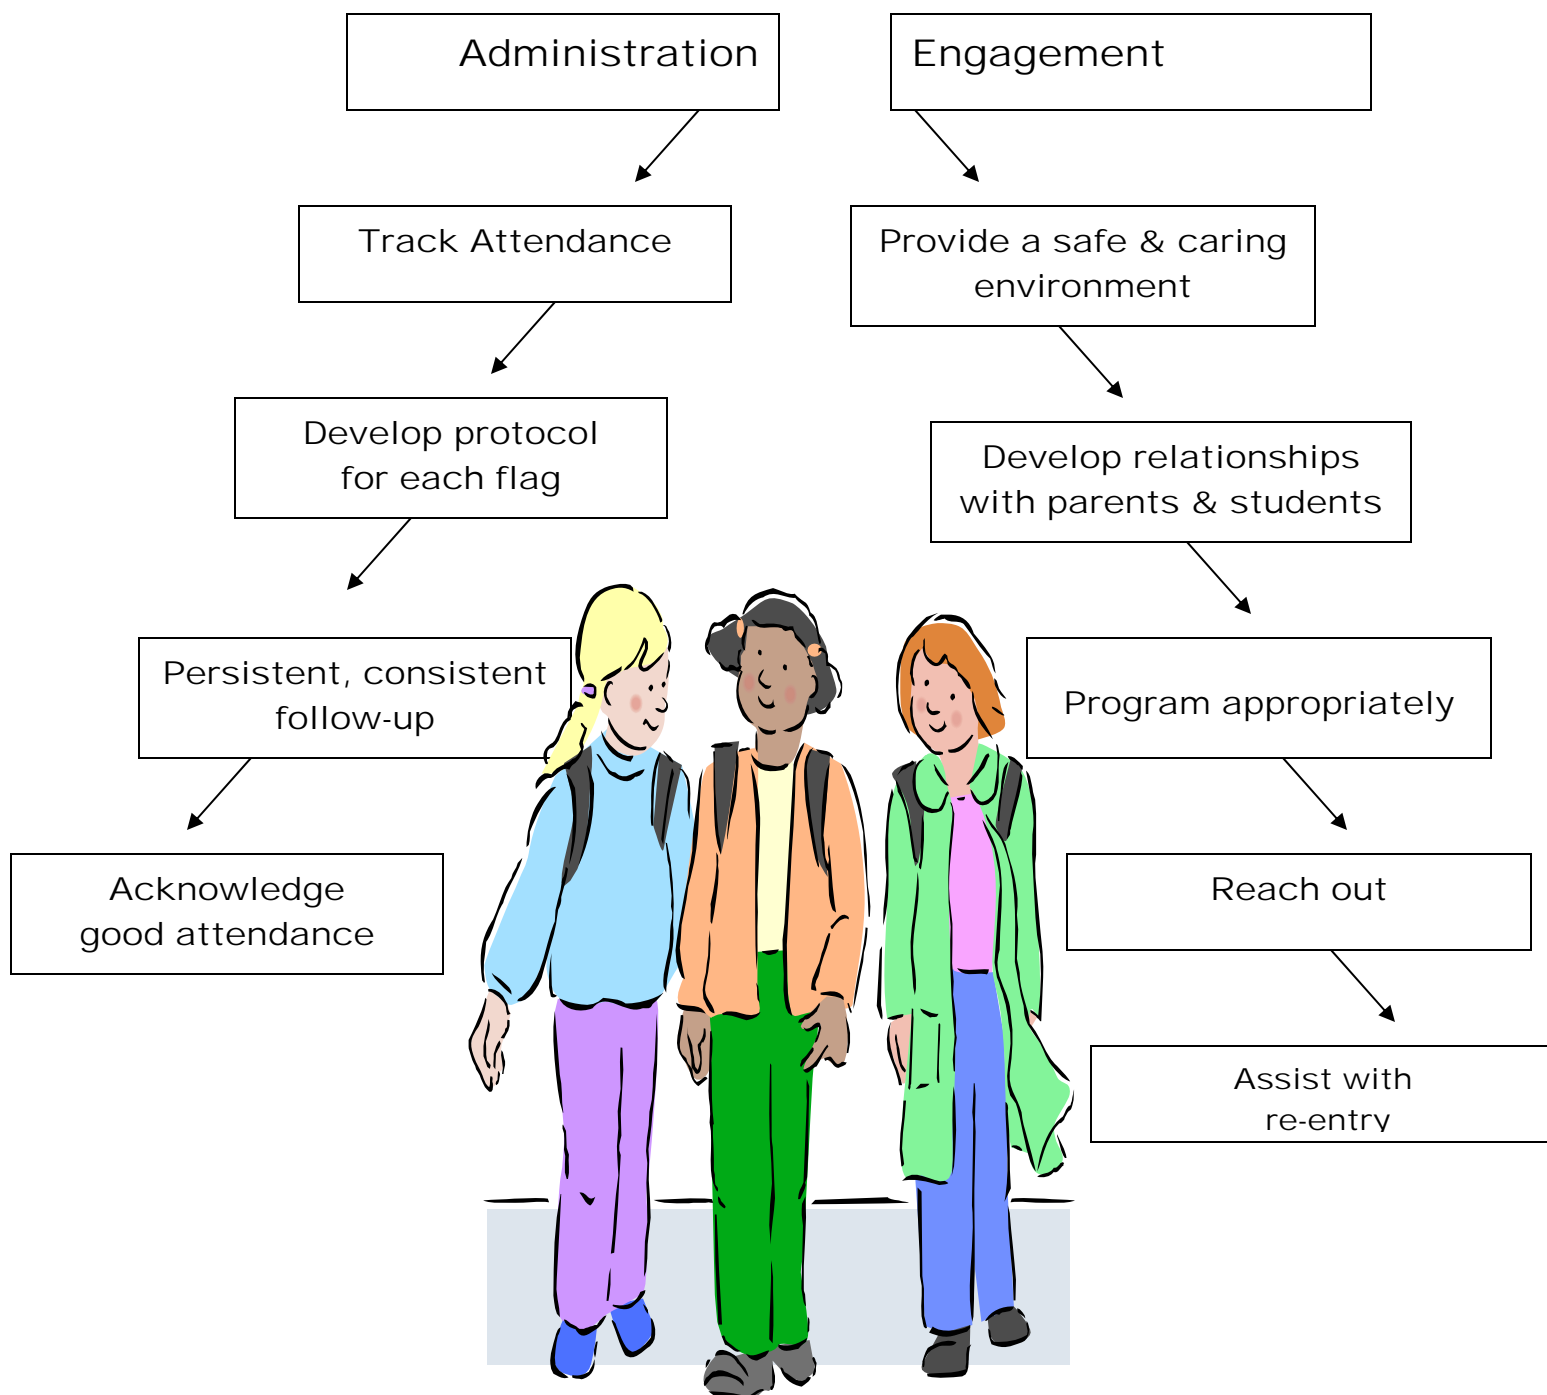 Administration
Engagement
Track Attendance
Provide a safe & caring
environment
Develop protocol
for each flag
Develop relationships
with parents & students
Persistent, consistent
follow-up
Program appropriately
Acknowledge
good attendance
Reach out
Assist with
re-entry